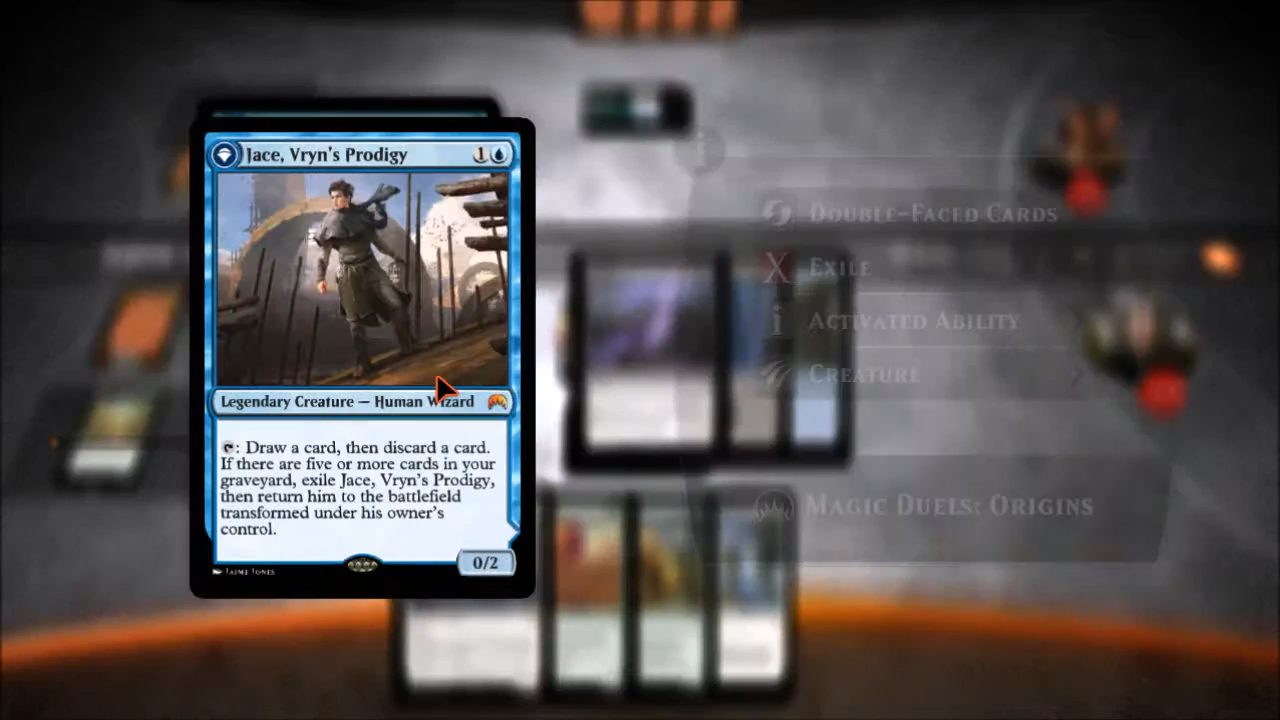 Jace, Vryn's Prodigy 1
Legendary Creature — Human Wizard
: Draw a card, then discard a card.
If there are five or more cards in your
graveyard, exile Jace, Vryn's Prodigy,
then return him to the battlefield
transformed under his owner's
control.
0/2
Jaime Jones
Double-Faced Cards
Exile
Activated Ability
Creature
Magic Duels: Origins